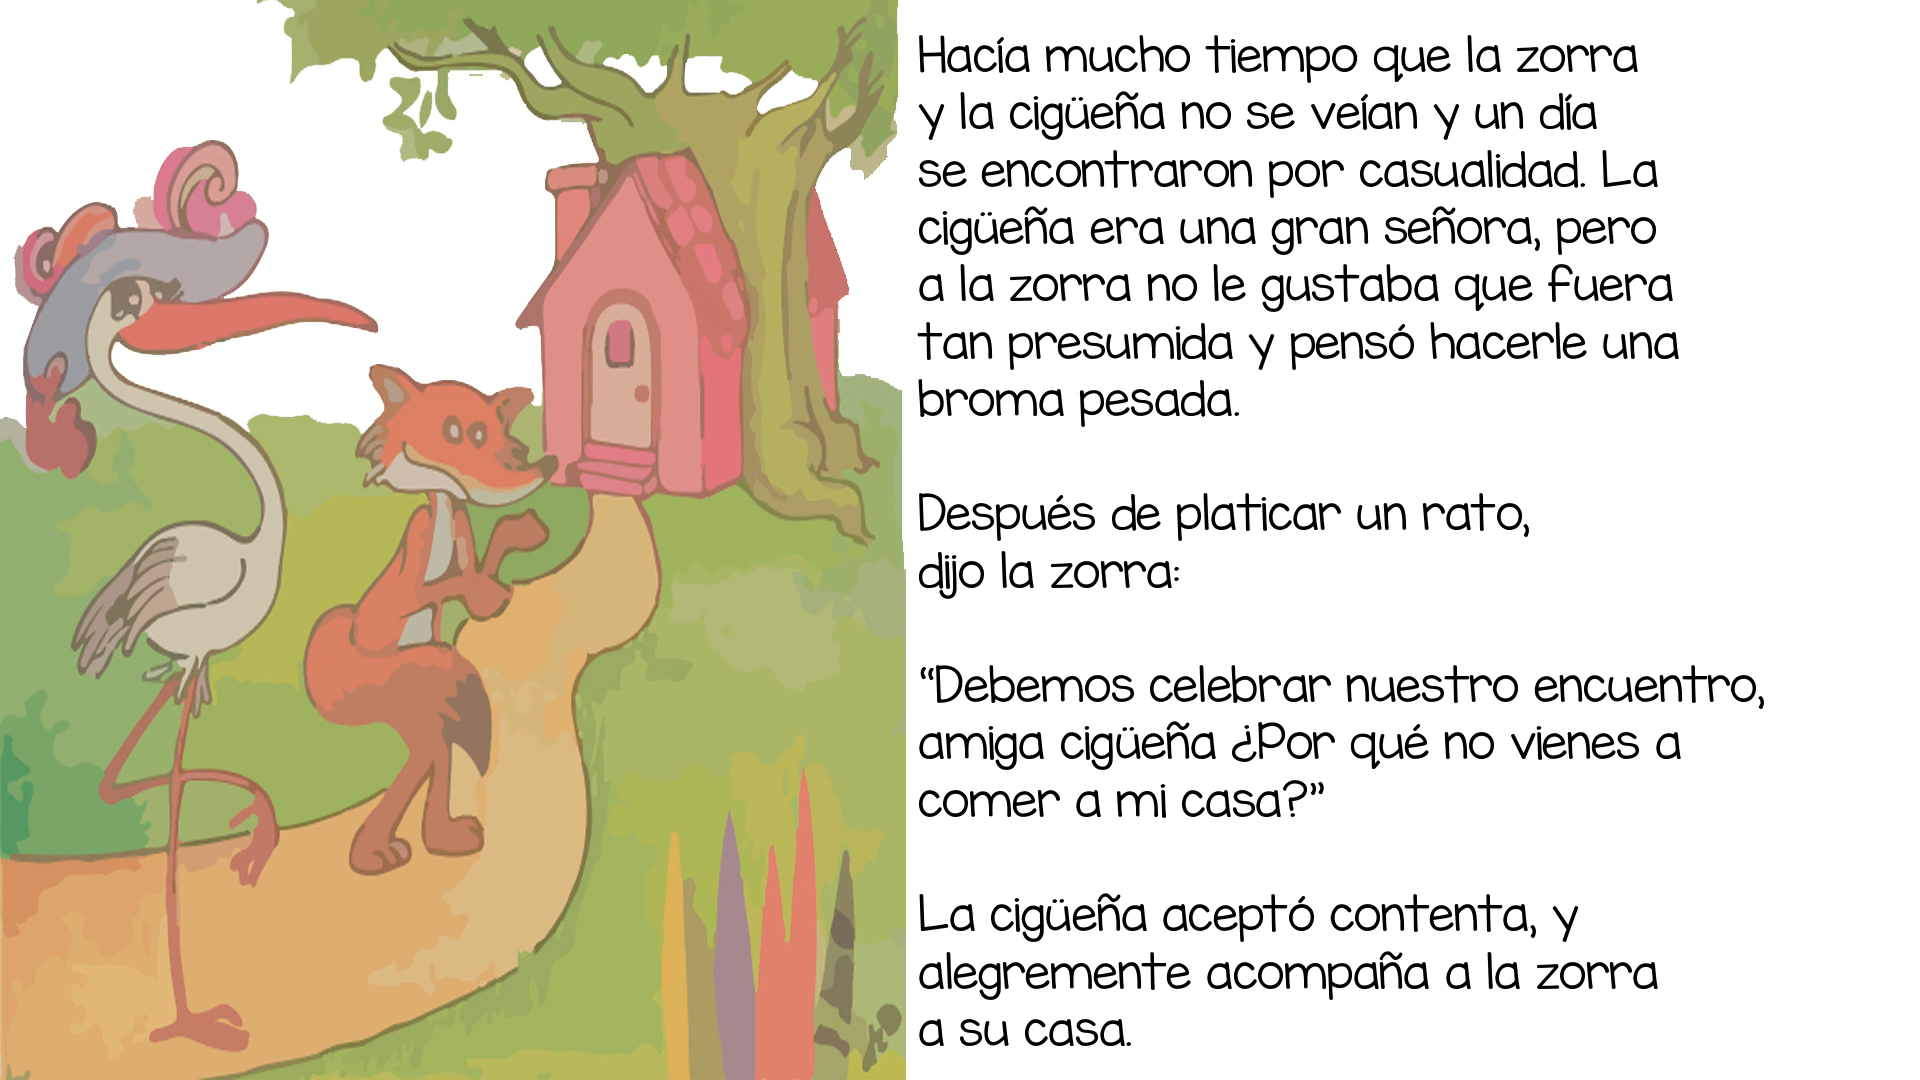 Hacía mucho tiempo que la zorra
y la cigüeña no se veían y un día
se encontraron por casualidad. La
cigüeña era una gran señora, pero
a la zorra no le gustaba que fuera
tan presumida y pensó hacerle una
broma pesada.
Después de platicar un rato,
dijo la zorra:
“Debemos celebrar nuestro encuentro,
amiga cigüeña ¿Por qué no vienes a
comer a mi casa?”
La cigüeña aceptó contenta, y
alegremente acompaña a la zorra
a su casa.